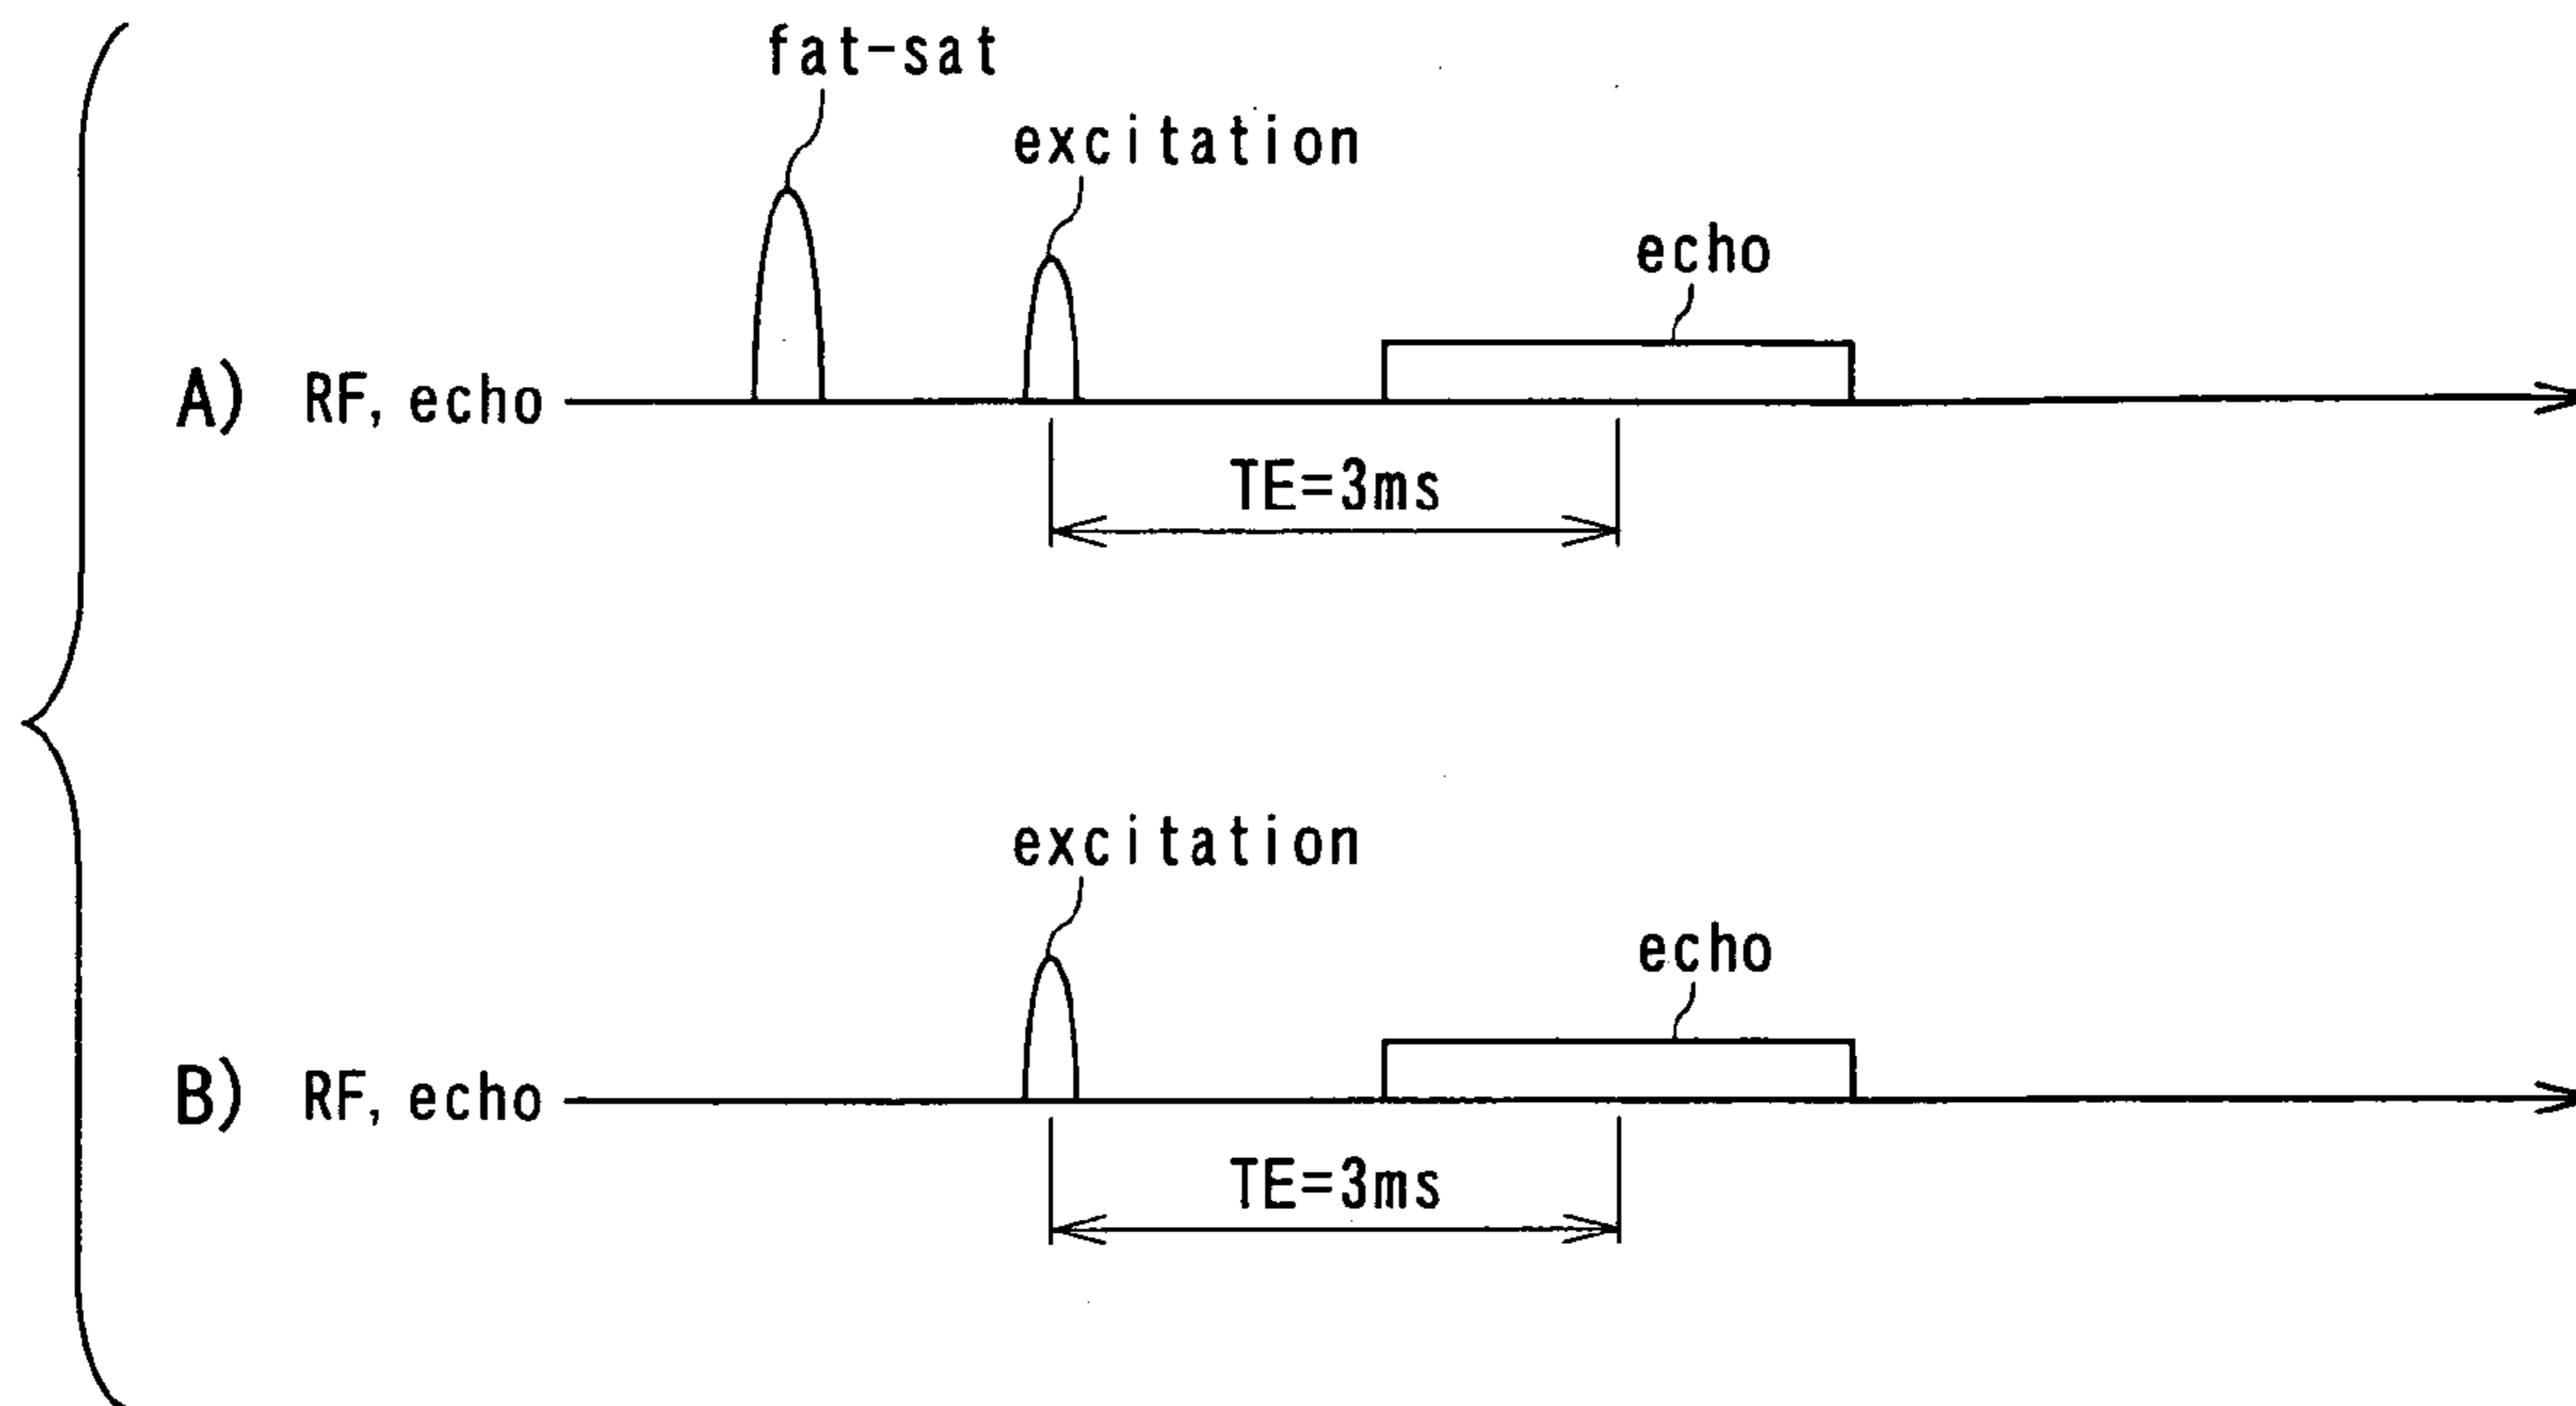 fat-sat
excitation
echo
A) RF, echo
TE=3ms
excitation
echo
B) RF, echo
TE=3ms